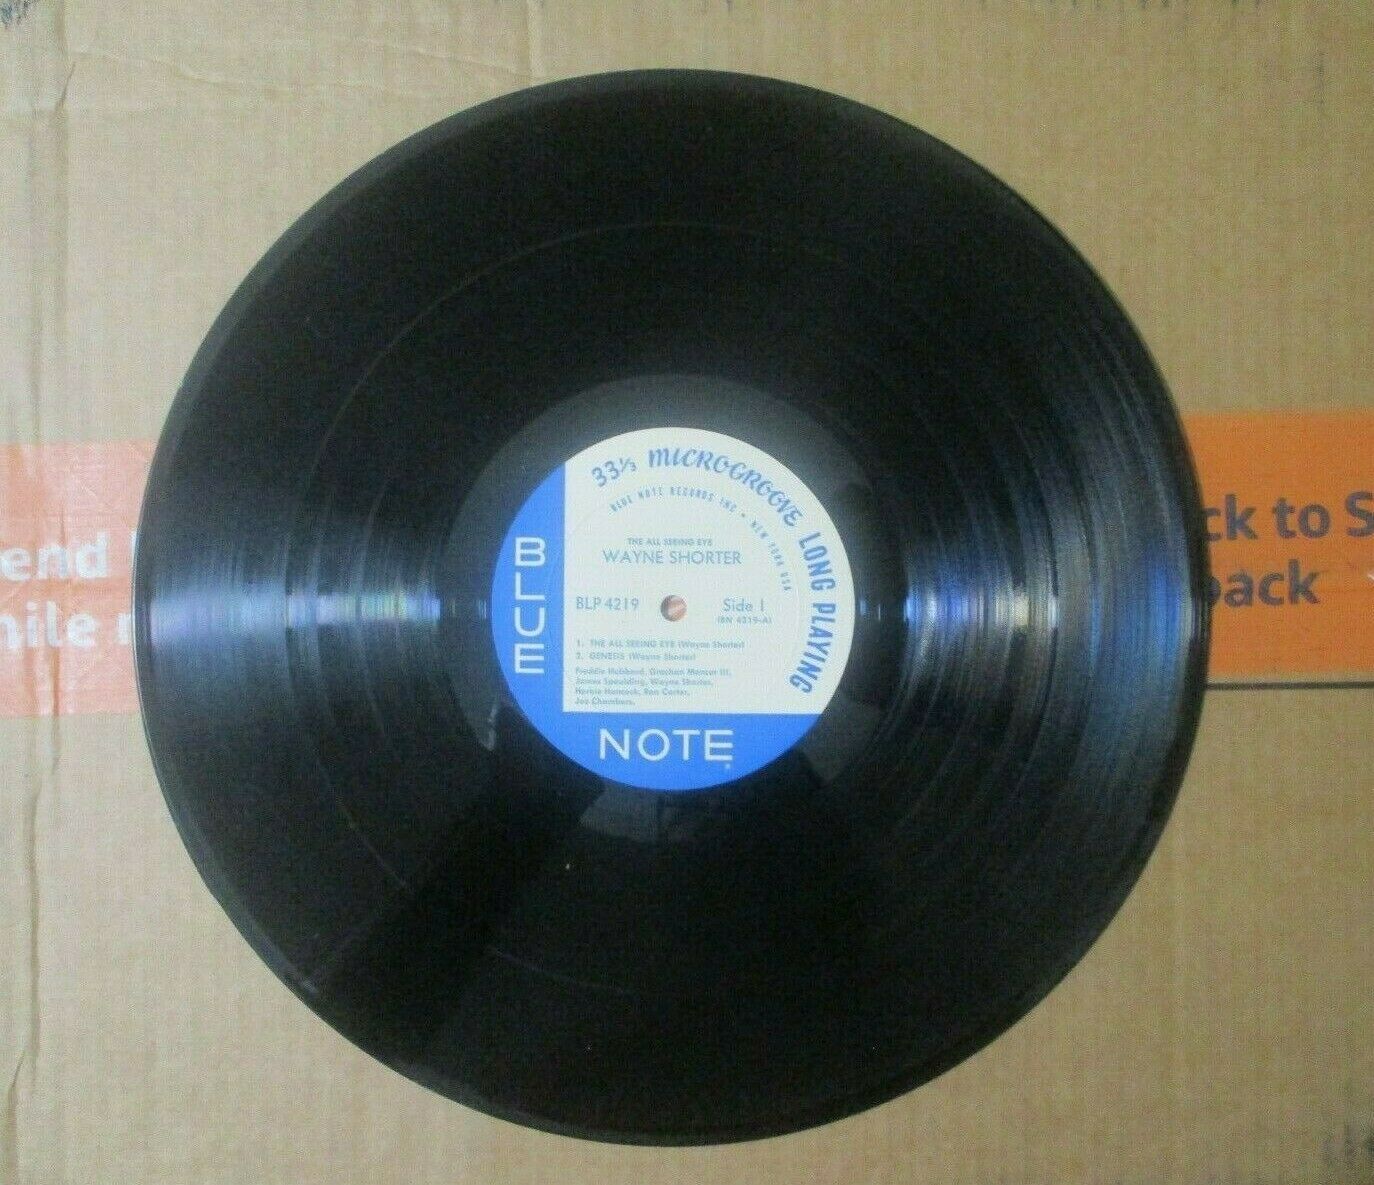 33⅓ MICROGROOVE LONG PLAYING
BLUE NOTE RECORDS INC • NEW YORK USA
THE ALL SEEING EYE
WAYNE SHORTER
BLP 4219
Side 1
(BN 4219-A)
1. THE ALL SEEING EYE (Wayne Shorter)
2. GENESIS (Wayne Shorter)
Freddie Hubbard, Grachan Moncur III,
James Spaulding, Wayne Shorter,
Herbie Hancock, Ron Carter,
Joe Chambers.
BLUE
NOTE
end
hile
ck to S
pack